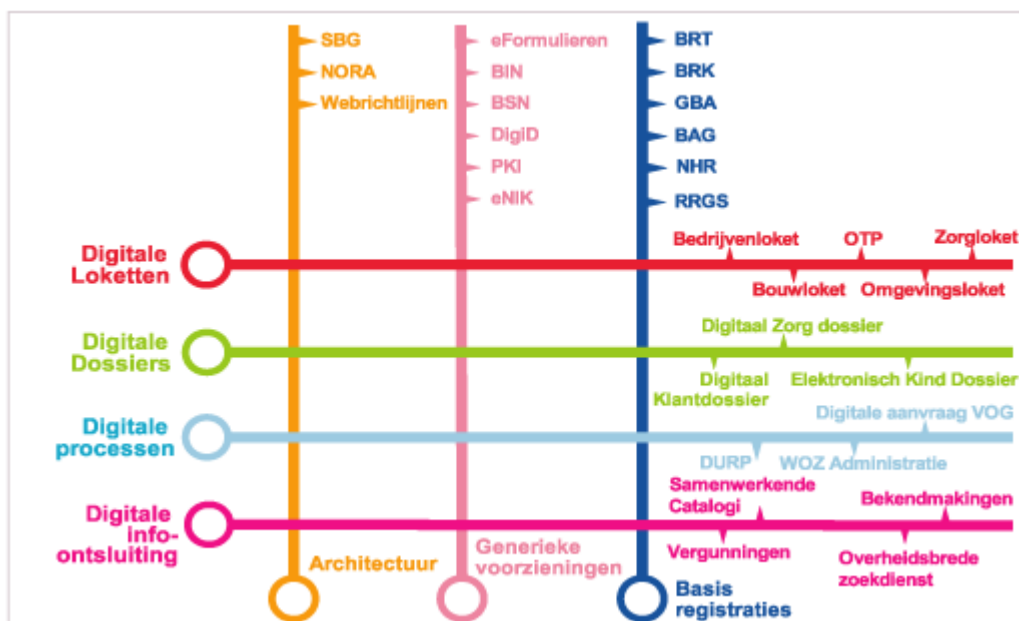 SBG
NORA
Webrichtlijnen
eFormulieren
BIN
BSN
DigiD
PKI
eNIK
BRT
BRK
GBA
BAG
NHR
RRGS
Digitale
Loketten
Bedrijvenloket
OTP
Zorgloket
Bouwloket
Omgevingsloket
Digitale
Dossiers
Digitaal Zorg dossier
Digitaal
Klantdossier
Elektronisch Kind Dossier
Digitale
processen
Digitale aanvraag VOG
DURP
WOZ Administratie
Digitale
info-
ontsluiting
Samenwerkende
Catalogi
Bekendmakingen
Vergunningen
Overheidsbrede
zoekdienst
Architectuur
Generieke
voorzieningen
Basis
registraties